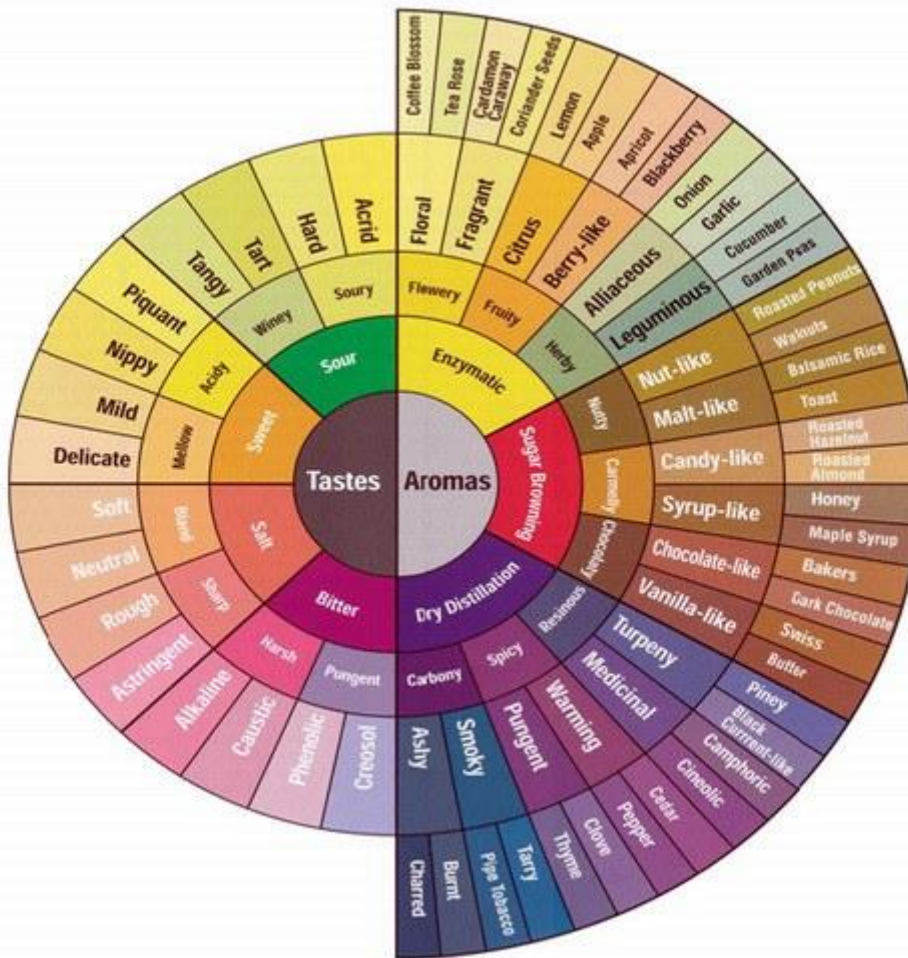 Tastes
Aromas
Sour
Sweet
Salt
Bitter
Enzymatic
Sugar Browning
Dry Distillation
Soury
Winey
Acidy
Mellow
Bland
Sharp
Harsh
Pungent
Flowery
Fruity
Herby
Nutty
Carmelly
Chocolaty
Resinous
Spicy
Carbony
Acrid
Hard
Tart
Tangy
Piquant
Nippy
Mild
Delicate
Soft
Neutral
Rough
Astringent
Alkaline
Caustic
Phenolic
Creosol
Floral
Fragrant
Citrus
Berry-like
Alliaceous
Leguminous
Nut-like
Malt-like
Candy-like
Syrup-like
Chocolate-like
Vanilla-like
Turpeny
Medicinal
Warming
Pungent
Smoky
Ashy
Coffee Blossom
Tea Rose
Cardamon
Caraway
Coriander Seeds
Lemon
Apple
Apricot
Blackberry
Onion
Garlic
Cucumber
Garden Peas
Roasted Peanuts
Walnuts
Balsamic Rice
Toast
Roasted
Hazelnut
Roasted
Almond
Honey
Maple Syrup
Bakers
Dark Chocolate
Swiss
Butter
Piney
Black
Currrent-like
Camphoric
Cineolic
Cedar
Pepper
Clove
Thyme
Tarry
Pipe Tobacco
Burnt
Charred